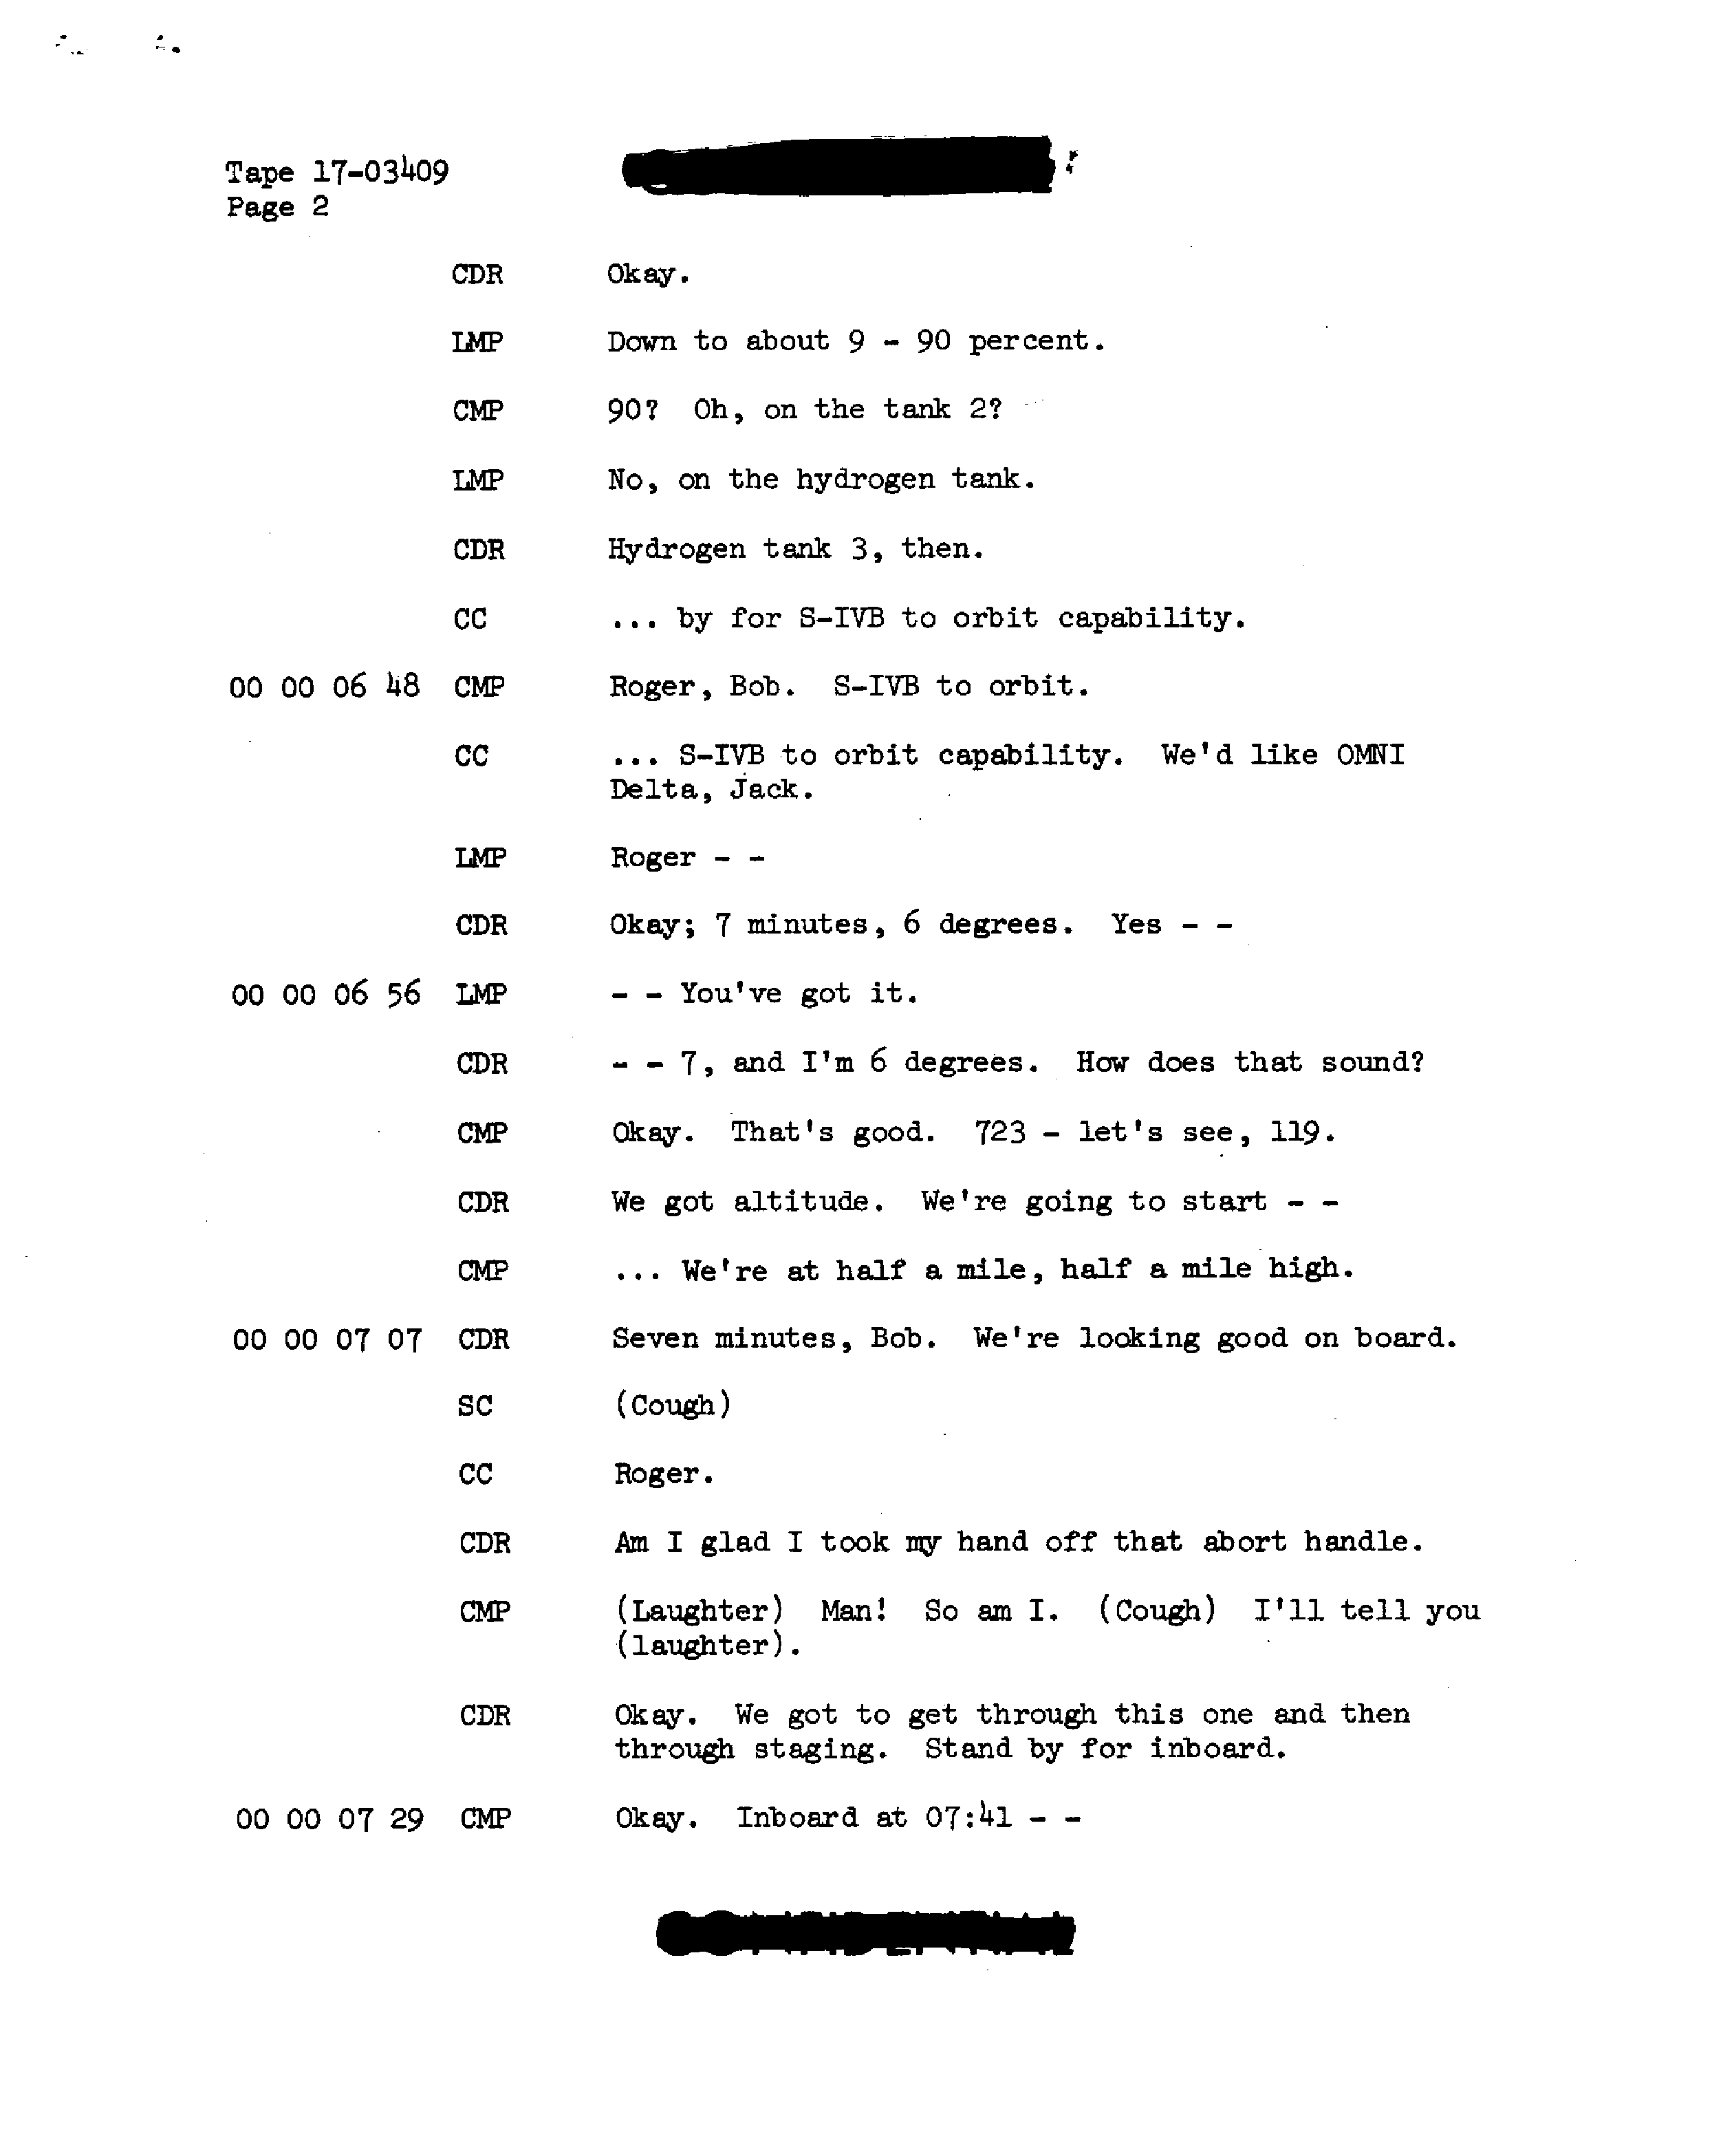 Tape 17-03409
Page 2
CDR Okay.
LMP Down to about 9 - 90 percent.
CMP 90? Oh, on the tank 2?
LMP No, on the hydrogen tank.
CDR Hydrogen tank 3, then.
CC ... by for S-IVB to orbit capability.
00 00 06 48 CMP Roger, Bob. S-IVB to orbit.
CC ... S-IVB to orbit capability. We'd like OMNI
Delta, Jack.
LMP Roger - -
CDR Okay; 7 minutes, 6 degrees. Yes - -
00 00 06 56 LMP - - You've got it.
CDR - - 7, and I'm 6 degrees. How does that sound?
CMP Okay. That's good. 723 - let's see, 119.
CDR We got altitude. We're going to start - -
CMP ... We're at half a mile, half a mile high.
00 00 07 07 CDR Seven minutes, Bob. We're looking good on board.
SC (Cough)
CC Roger.
CDR Am I glad I took my hand off that abort handle.
CMP (Laughter) Man! So am I. (Cough) I'll tell you
(laughter).
CDR Okay. We got to get through this one and then
through staging. Stand by for inboard.
00 00 07 29 CMP Okay. Inboard at 07:41 - -